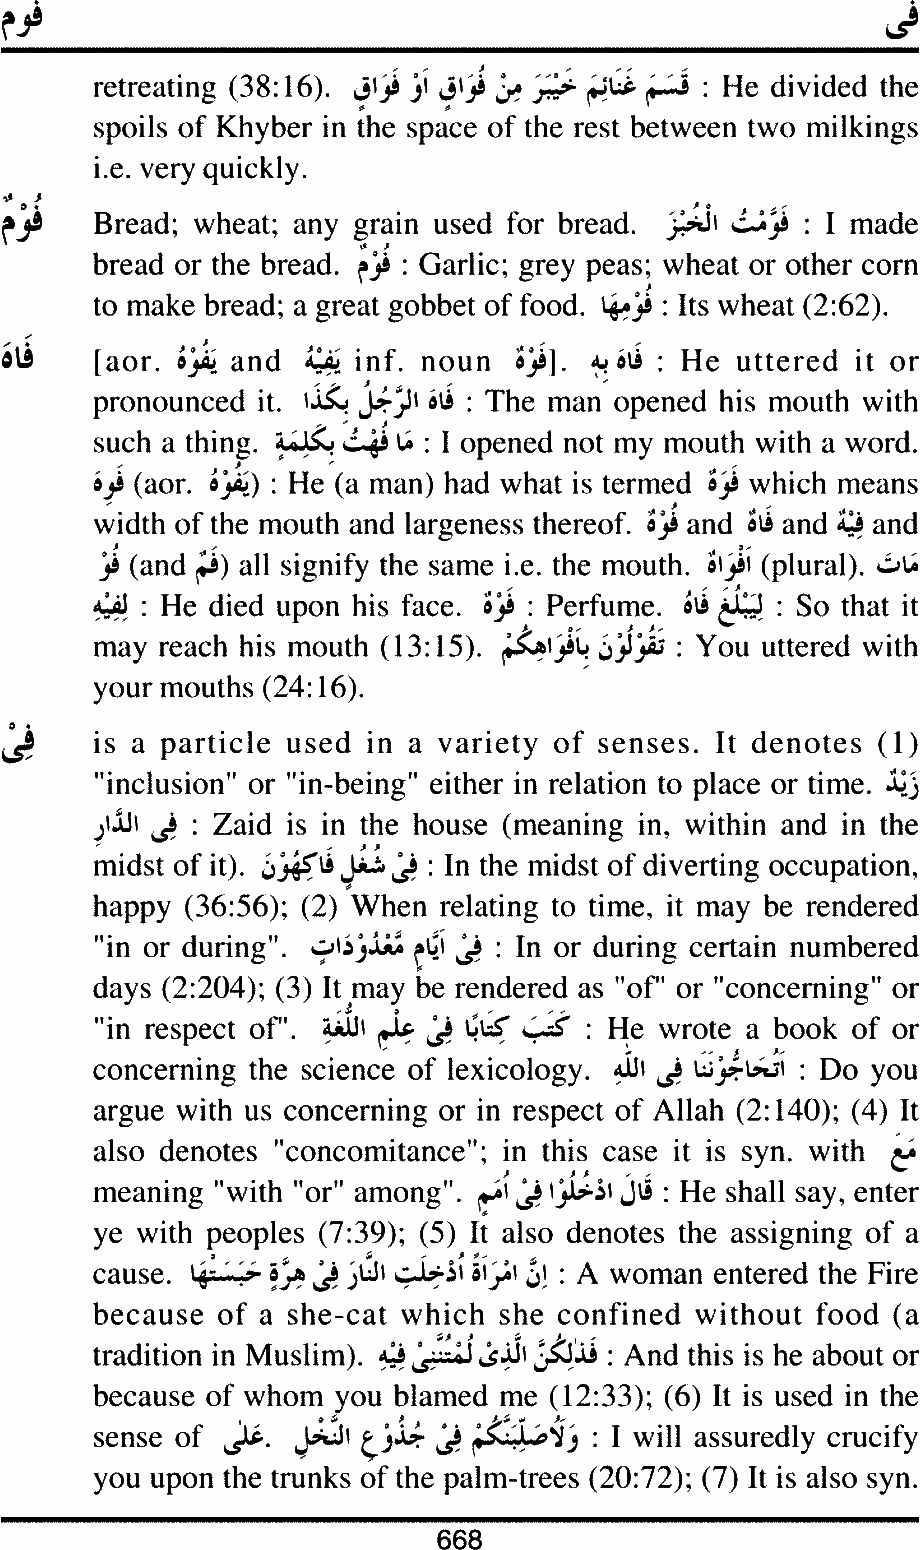 فوم فی
retreating (38:16). قَسَمَ غَنَائِمَ خَيْبَرَ مِنْ فُوَاقٍ اَوْ فَوَاقٍ : He divided the
spoils of Khyber in the space of the rest between two milkings
i.e. very quickly.
فُوْمٌ Bread; wheat; any grain used for bread. فَوَّمْتُ الْخُبْزَ : I made
bread or the bread. فُوْمٌ : Garlic; grey peas; wheat or other corn
to make bread; a great gobbet of food. فُوْمِهَا : Its wheat (2:62).
فَاهَ [aor. يَفُوْهُ and يَفِيْهُ inf. noun فَوْهٌ]. فَاهَ بِهِ : He uttered it or
pronounced it. فَاهَ الرَّجُلُ بِكَذَا : The man opened his mouth with
such a thing. مَا فُهْتُ بِكَلِمَةٍ : I opened not my mouth with a word.
فَوِهَ (aor. يَفْوَهُ) : He (a man) had what is termed فَوَهٌ which means
width of the mouth and largeness thereof. فُوْهٌ and فَاهٌ and فِيْهٌ and
فُوْ (and فَمٌ) all signify the same i.e. the mouth. اَفْوَاهٌ (plural). مَاتَ
لِفِيْهِ : He died upon his face. فُوْهٌ : Perfume. لِيَبْلُغَ فَاهُ : So that it
may reach his mouth (13:15). تَقُوْلُوْنَ بِاَفْوَاهِكُمْ : You uttered with
your mouths (24:16).
فِیْ is a particle used in a variety of senses. It denotes (1)
"inclusion" or "in-being" either in relation to place or time. زَيْدٌ
فِی الدَّارِ : Zaid is in the house (meaning in, within and in the
midst of it). فِیْ شُغُلٍ فَاكِهُوْنَ : In the midst of diverting occupation,
happy (36:56); (2) When relating to time, it may be rendered
"in or during". فِیْ اَيَّامٍ مَّعْدُوْدَاتٍ : In or during certain numbered
days (2:204); (3) It may be rendered as "of" or "concerning" or
"in respect of". كَتَبَ كِتَابًا فِیْ عِلْمِ اللُّغَةِ : He wrote a book of or
concerning the science of lexicology. اَتُحَاجُّوْنَنَا فِی اللّٰهِ : Do you
argue with us concerning or in respect of Allah (2:140); (4) It
also denotes "concomitance"; in this case it is syn. with مَعَ
meaning "with "or" among". قَالَ ادْخُلُوْا فِیْ اُمَمٍ : He shall say, enter
ye with peoples (7:39); (5) It also denotes the assigning of a
cause. اِنَّ امْرَاَةً اُدْخِلَتِ النَّارَ فِیْ هِرَّةٍ حَبَسَتْهَا : A woman entered the Fire
because of a she-cat which she confined without food (a
tradition in Muslim). فَذٰلِكُنَّ الَّذِیْ لُمْتُنَّنِیْ فِيْهِ : And this is he about or
because of whom you blamed me (12:33); (6) It is used in the
sense of عَلٰی. وَلَاُصَلِّبَنَّكُمْ فِیْ جُذُوْعِ النَّخْلِ : I will assuredly crucify
you upon the trunks of the palm-trees (20:72); (7) It is also syn.
668